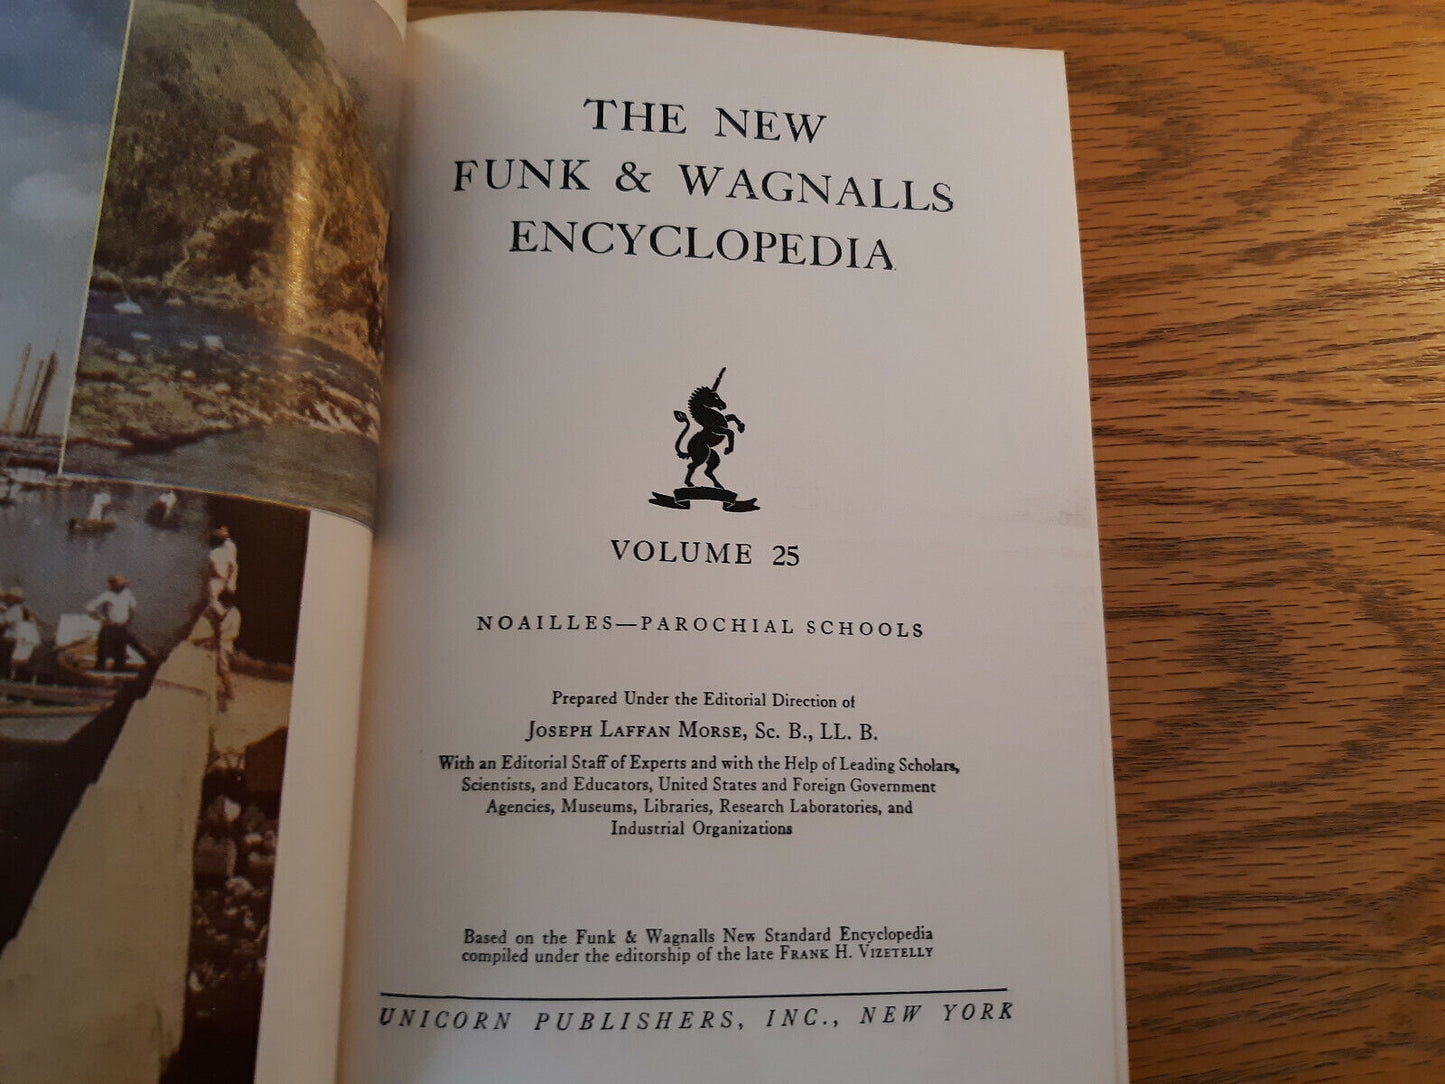 THE NEW
FUNK & WAGNALLS
ENCYCLOPEDIA
VOLUME 25
NOAILLES—PAROCHIAL SCHOOLS
Prepared Under the Editorial Direction of
JOSEPH LAFFAN MORSE, SC. B., LL. B.
With an Editorial Staff of Experts and with the Help of Leading Scholars,
Scientists, and Educators, United States and Foreign Government
Agencies, Museums, Libraries, Research Laboratories, and
Industrial Organizations
Based on the Funk & Wagnalls New Standard Encyclopedia
compiled under the editorship of the late FRANK H. VIZETELLY
UNICORN PUBLISHERS, INC., NEW YORK